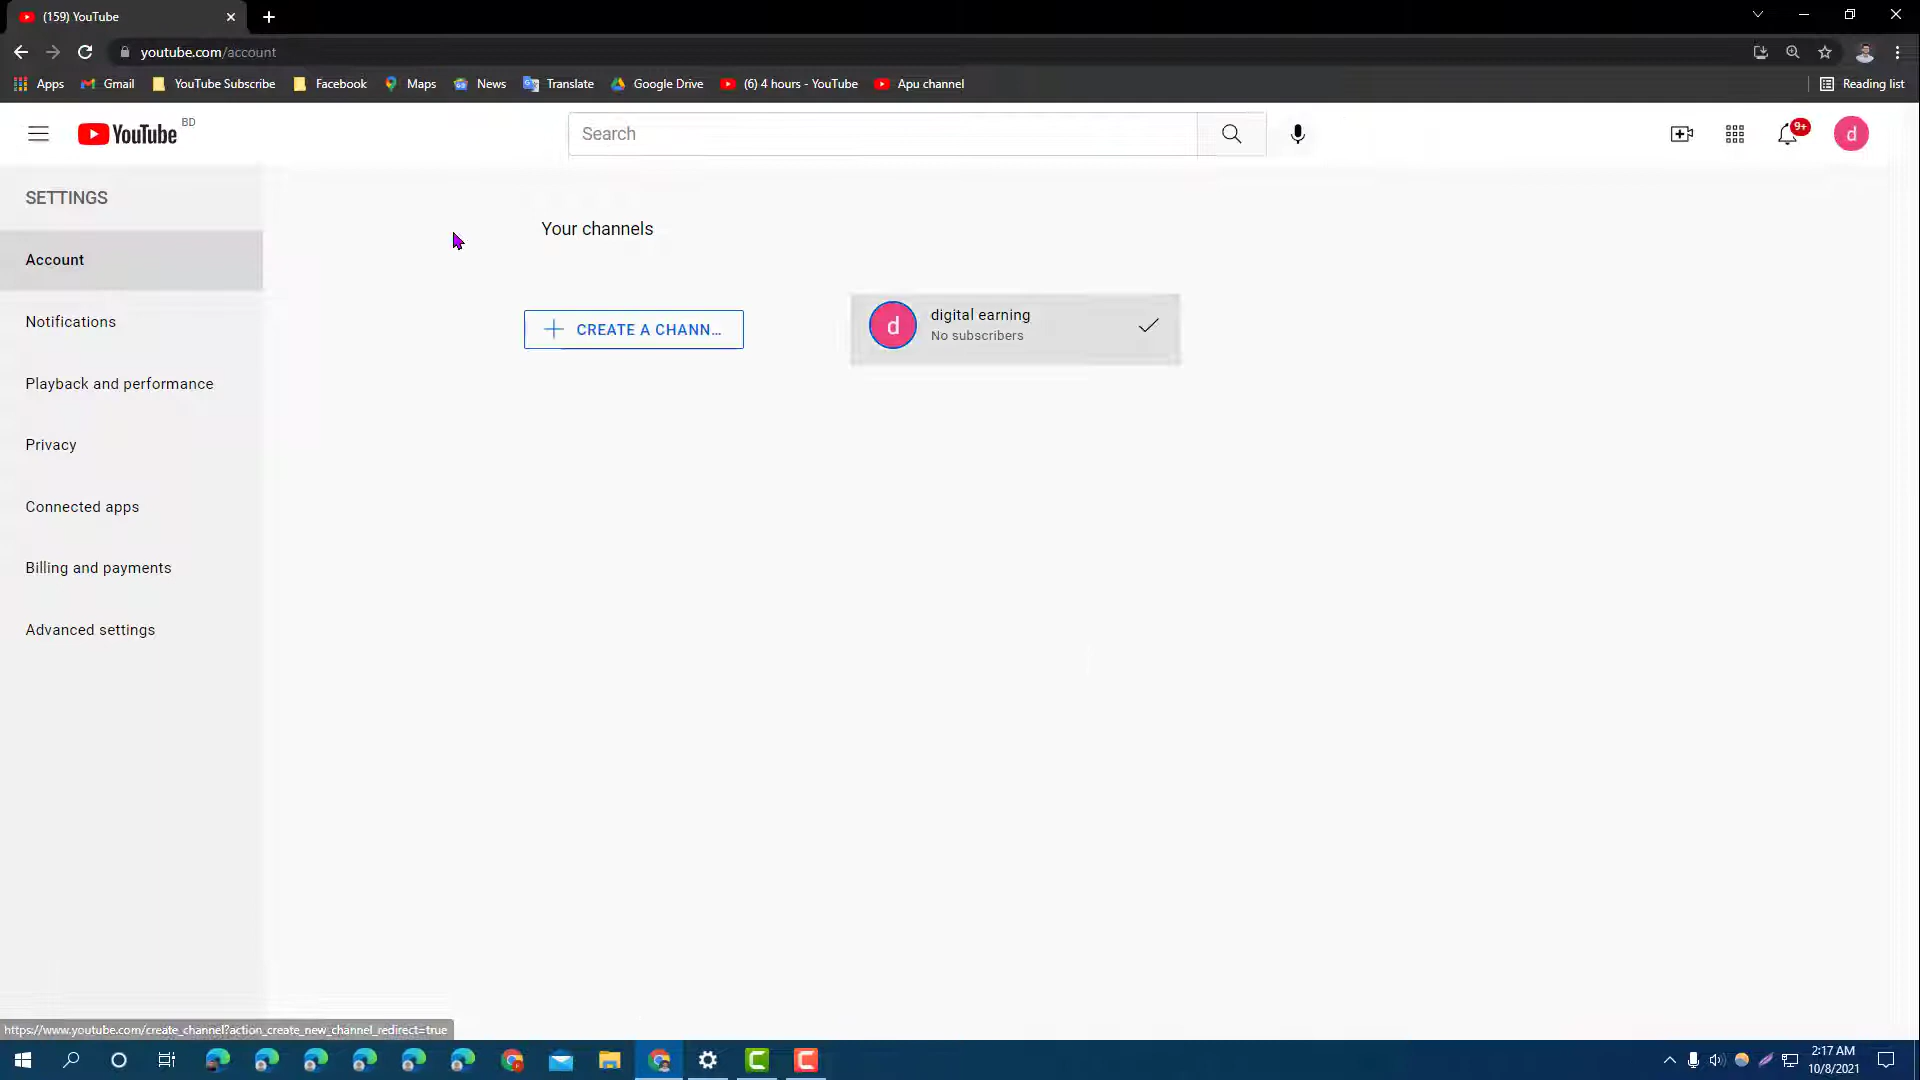 (159) YouTube
youtube.com/account
Apps Gmail YouTube Subscribe Facebook Maps News Translate Google Drive (6) 4 hours - YouTube Apu channel Reading list
YouTube BD Search 9+ d
SETTINGS
Your channels
Account
CREATE A CHANN...
d digital earning
No subscribers
Notifications
Playback and performance
Privacy
Connected apps
Billing and payments
Advanced settings
https://www.youtube.com/create_channel?action_create_new_channel_redirect=true
2:17 AM
10/8/2021